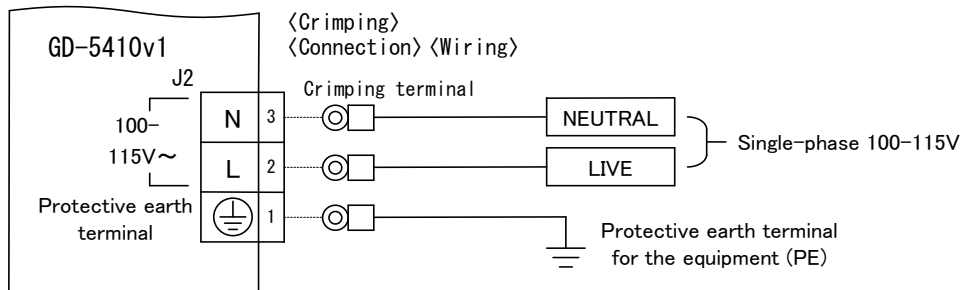 〈Crimping〉
GD-5410v1
〈Connection〉〈Wiring〉
J2
Crimping terminal
100-
115V～
N
3
NEUTRAL
L
2
LIVE
Single-phase 100-115V
Protective earth
terminal
1
Protective earth terminal
for the equipment (PE)